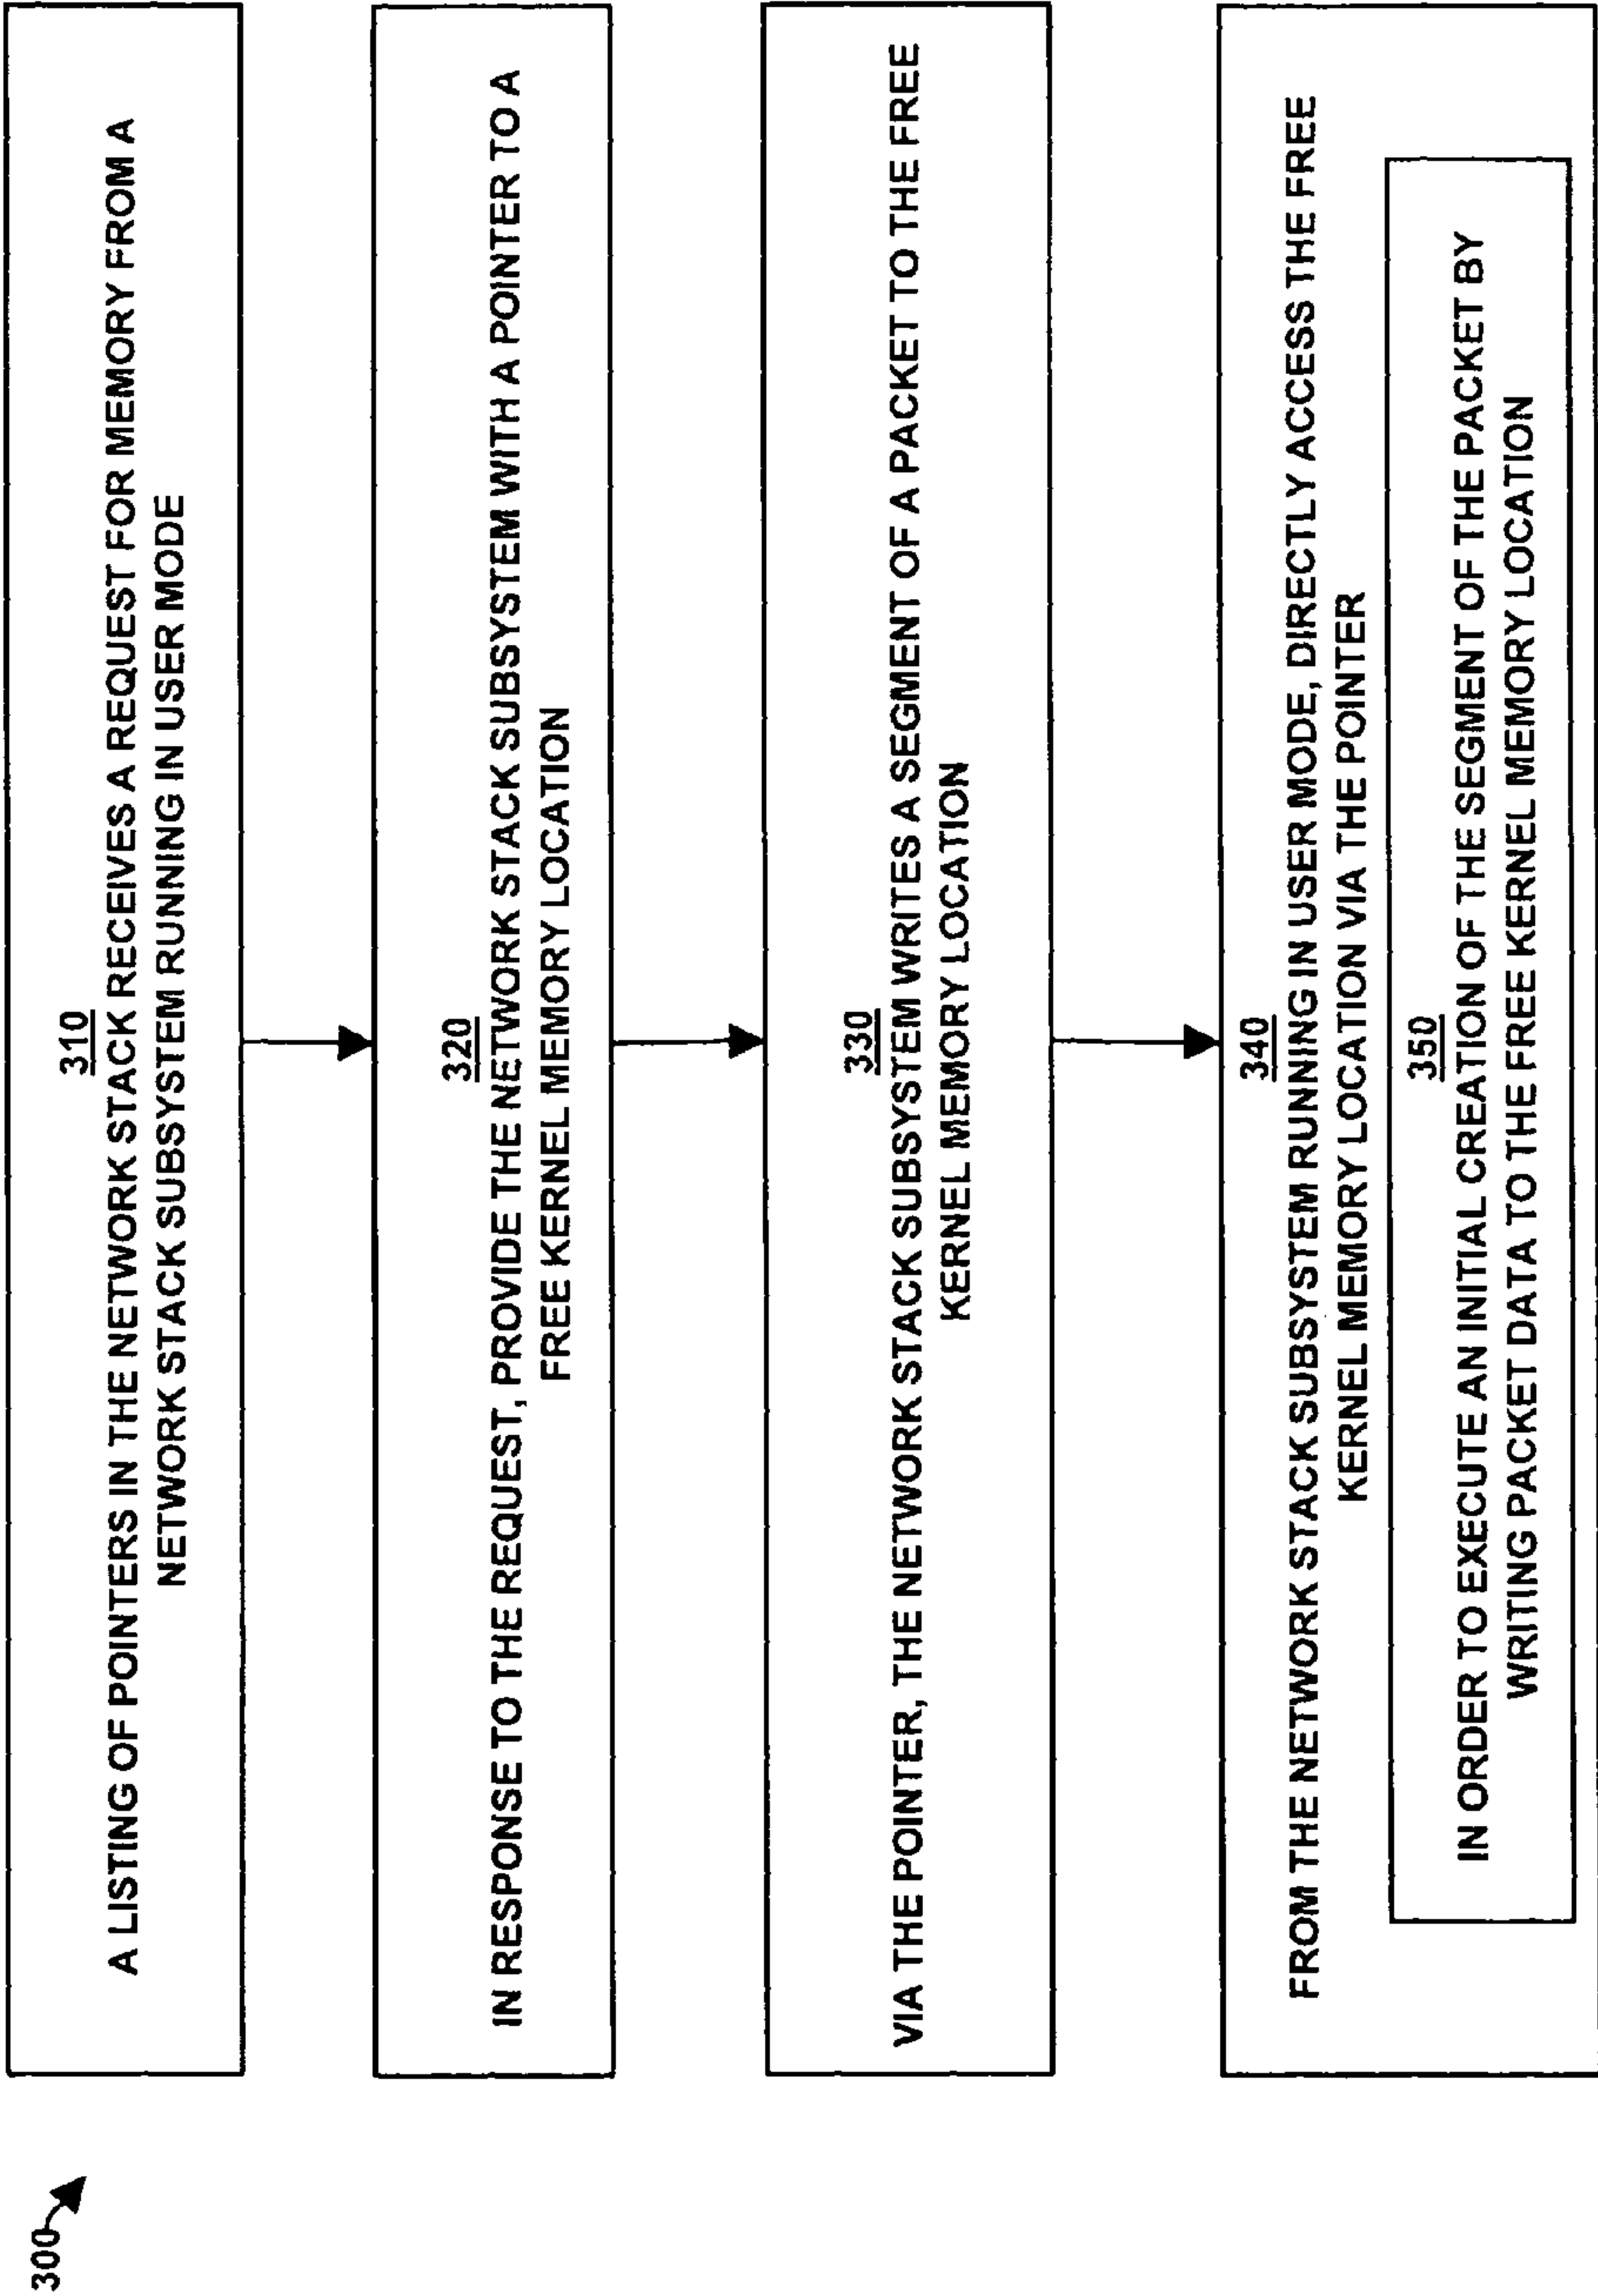 300
310
A LISTING OF POINTERS IN THE NETWORK STACK RECEIVES A REQUEST FOR MEMORY FROM A
NETWORK STACK SUBSYSTEM RUNNING IN USER MODE
320
IN RESPONSE TO THE REQUEST, PROVIDE THE NETWORK STACK SUBSYSTEM WITH A POINTER TO A
FREE KERNEL MEMORY LOCATION
330
VIA THE POINTER, THE NETWORK STACK SUBSYSTEM WRITES A SEGMENT OF A PACKET TO THE FREE
KERNEL MEMORY LOCATION
340
FROM THE NETWORK STACK SUBSYSTEM RUNNING IN USER MODE, DIRECTLY ACCESS THE FREE
KERNEL MEMORY LOCATION VIA THE POINTER
350
IN ORDER TO EXECUTE AN INITIAL CREATION OF THE SEGMENT OF THE PACKET BY
WRITING PACKET DATA TO THE FREE KERNEL MEMORY LOCATION